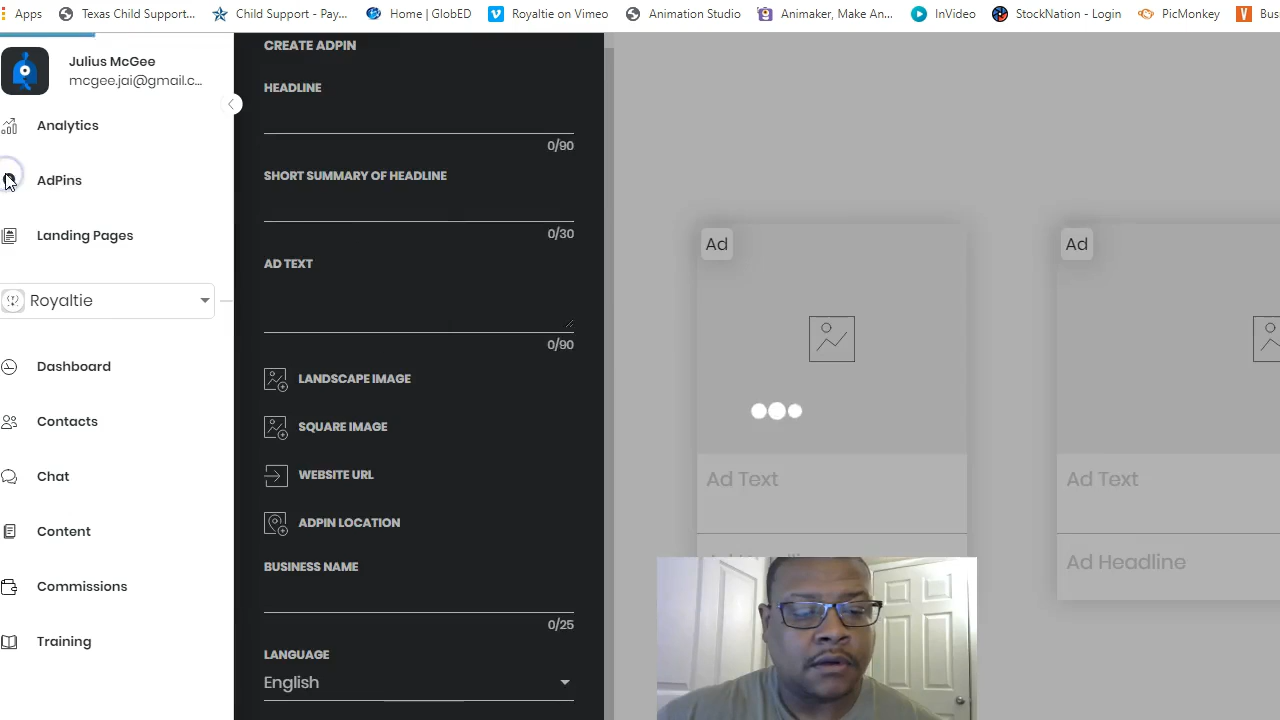 Apps
Texas Child Support...
Child Support - Pay...
Home | GlobED
Royaltie on Vimeo
Animation Studio
Animaker, Make An...
InVideo
StockNation - Login
PicMonkey
Bus
Julius McGee
mcgee.jai@gmail.c...
Analytics
AdPins
Landing Pages
Royaltie
Dashboard
Contacts
Chat
Content
Commissions
Training
CREATE ADPIN
HEADLINE
0/90
SHORT SUMMARY OF HEADLINE
0/30
AD TEXT
0/90
LANDSCAPE IMAGE
SQUARE IMAGE
WEBSITE URL
ADPIN LOCATION
BUSINESS NAME
0/25
LANGUAGE
English
Ad
Ad Text
Ad
Ad Text
Ad Headline